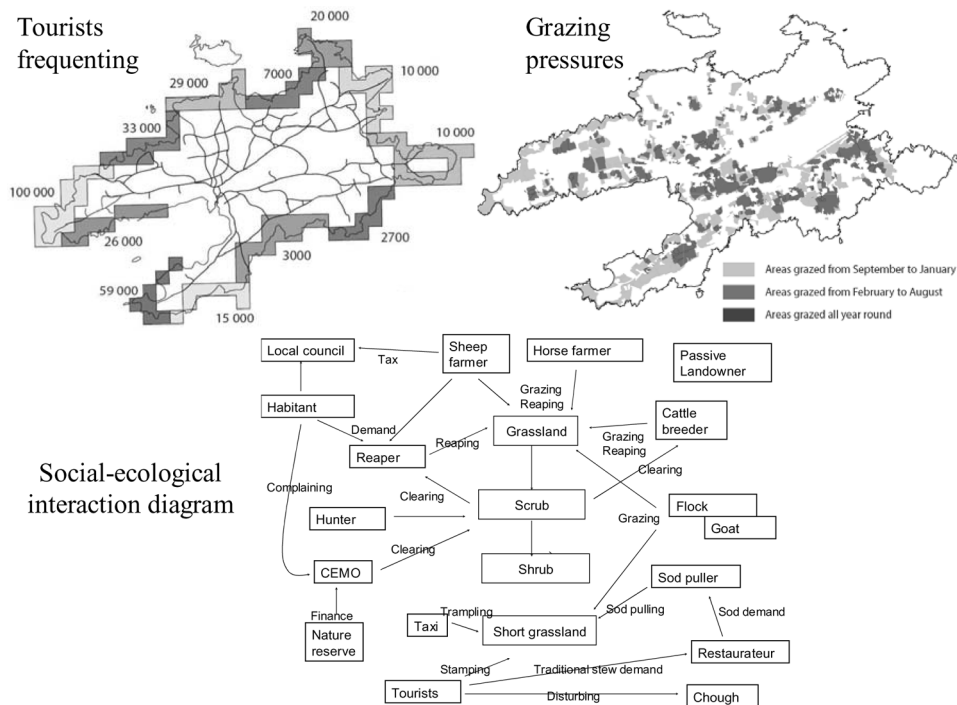 Tourists
frequenting
20 000
29 000
7000
10 000
33 000
10 000
100 000
26 000
2700
3000
59 000
15 000
Grazing
pressures
Areas grazed from September to January
Areas grazed from February to August
Areas grazed all year round
Social-ecological
interaction diagram
Local council
Tax
Sheep
farmer
Horse farmer
Passive
Landowner
Habitant
Grazing
Reaping
Demand
Grassland
Cattle
breeder
Reaper
Reaping
Grazing
Reaping
Clearing
Complaining
Clearing
Scrub
Hunter
Grazing
Flock
Goat
Clearing
CEMO
Shrub
Sod puller
Finance
Nature
reserve
Taxi
Trampling
Short grassland
Sod pulling
Sod demand
Restaurateur
Stamping
Traditional stew demand
Tourists
Disturbing
Chough